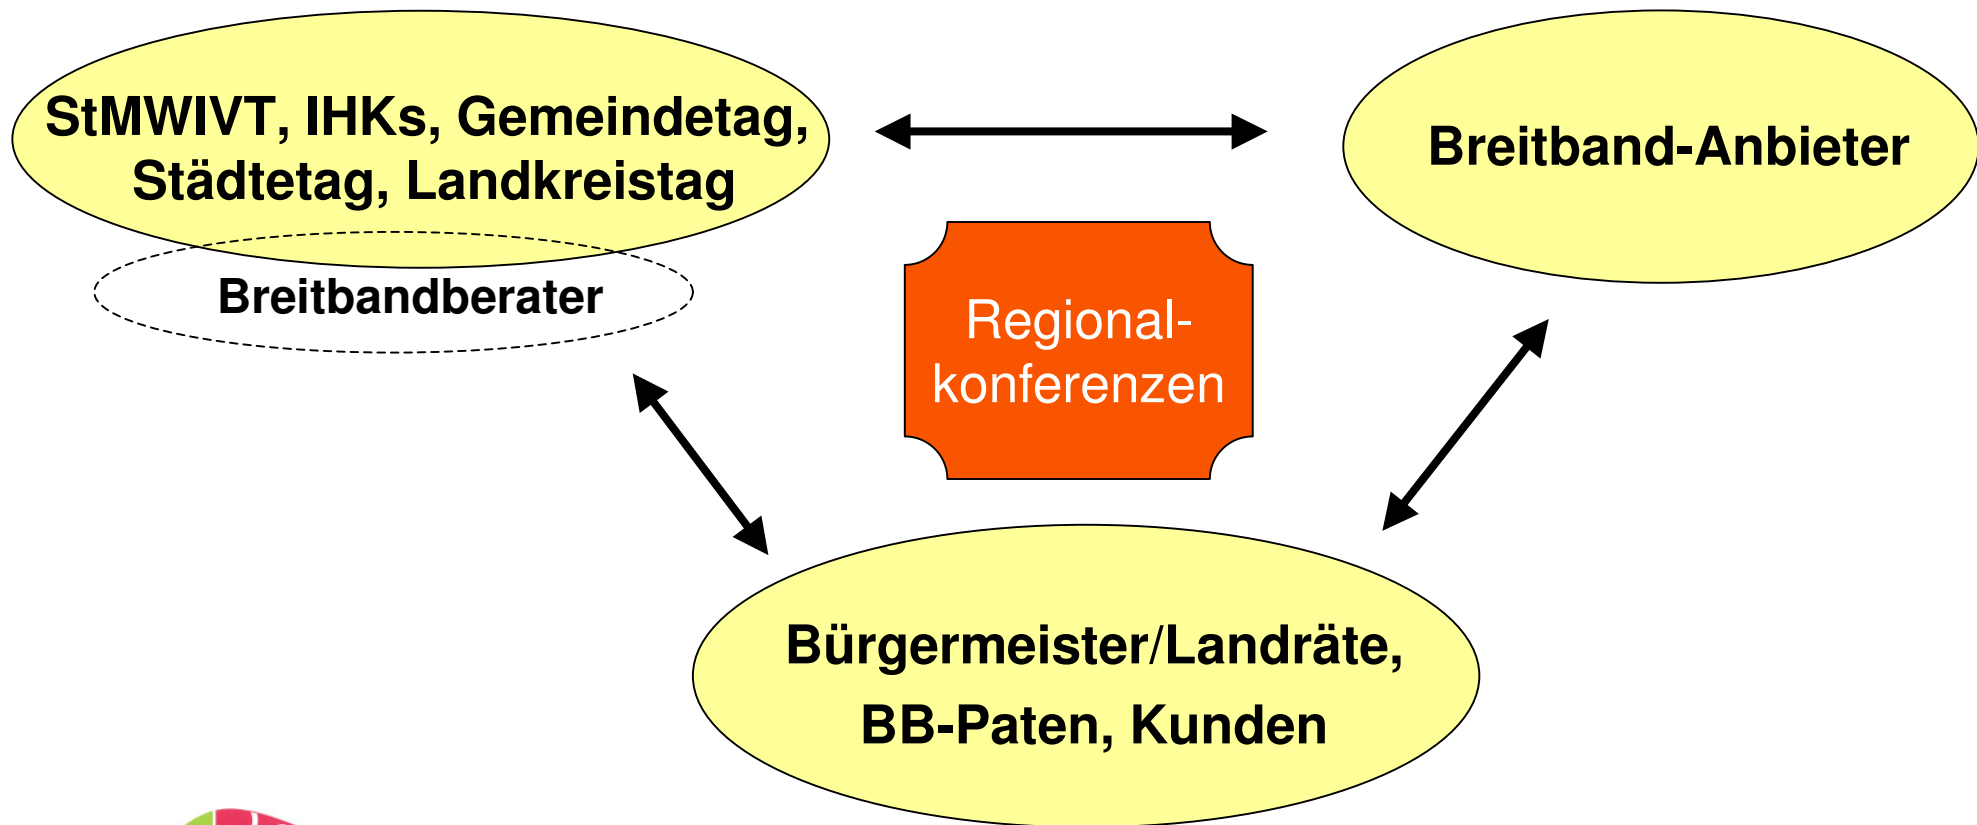 StMWIVT, IHKs, Gemeindetag,
Städtetag, Landkreistag
Breitbandberater
Breitband-Anbieter
Regional-
konferenzen
Bürgermeister/Landräte,
BB-Paten, Kunden